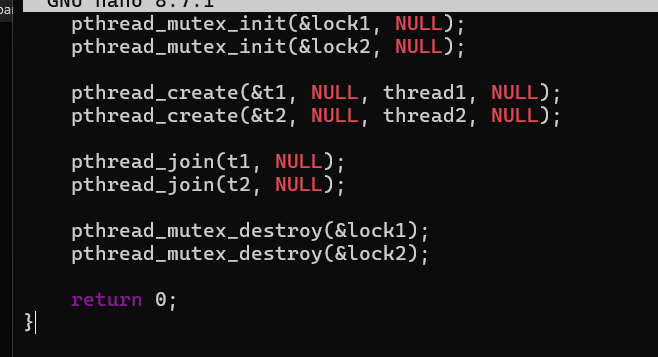 GNU nano 8.7.1
pthread_mutex_init(&lock1, NULL);
pthread_mutex_init(&lock2, NULL);
pthread_create(&t1, NULL, thread1, NULL);
pthread_create(&t2, NULL, thread2, NULL);
pthread_join(t1, NULL);
pthread_join(t2, NULL);
pthread_mutex_destroy(&lock1);
pthread_mutex_destroy(&lock2);
return 0;
}